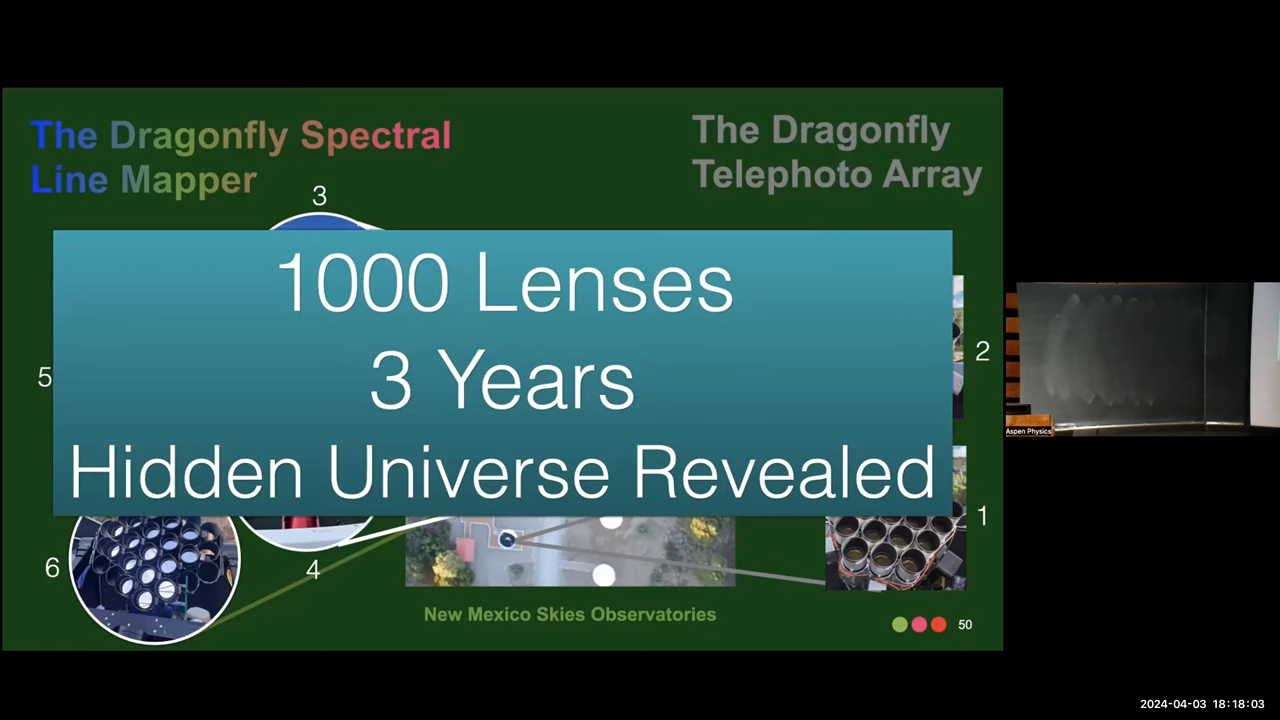 The Dragonfly Spectral
Line Mapper
The Dragonfly
Telephoto Array
3
1000 Lenses
3 Years
Hidden Universe Revealed
5
2
1
6
4
New Mexico Skies Observatories
50
Aspen Physics
2024-04-03 18:18:03